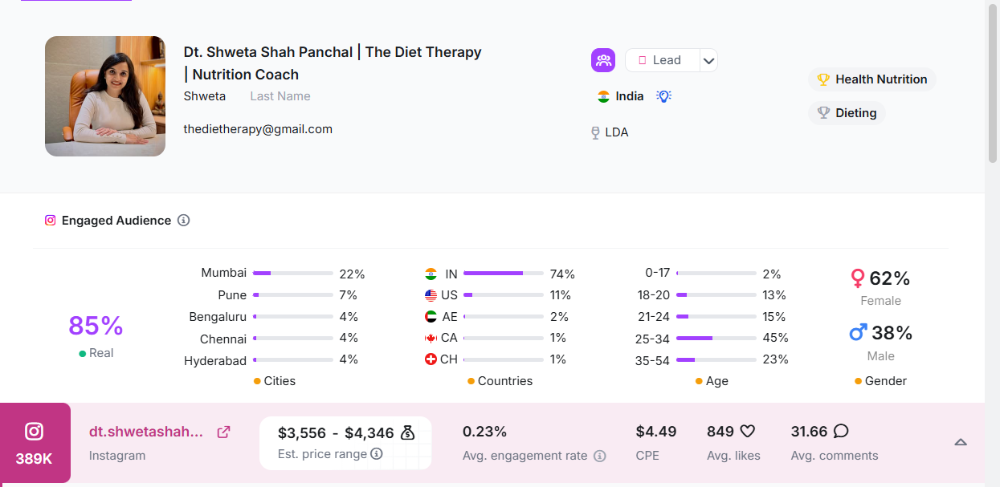 Dt. Shweta Shah Panchal | The Diet Therapy
| Nutrition Coach
Shweta Last Name
thedietherapy@gmail.com
Lead
India
LDA
Health Nutrition
Dieting
Engaged Audience
85%
Real
Mumbai 22%
Pune 7%
Bengaluru 4%
Chennai 4%
Hyderabad 4%
Cities
IN 74%
US 11%
AE 2%
CA 1%
CH 1%
Countries
0-17 2%
18-20 13%
21-24 15%
25-34 45%
35-54 23%
Age
62%
Female
38%
Male
Gender
389K
dt.shwetashah...
Instagram
$3,556 - $4,346
Est. price range
0.23%
Avg. engagement rate
$4.49
CPE
849
Avg. likes
31.66
Avg. comments